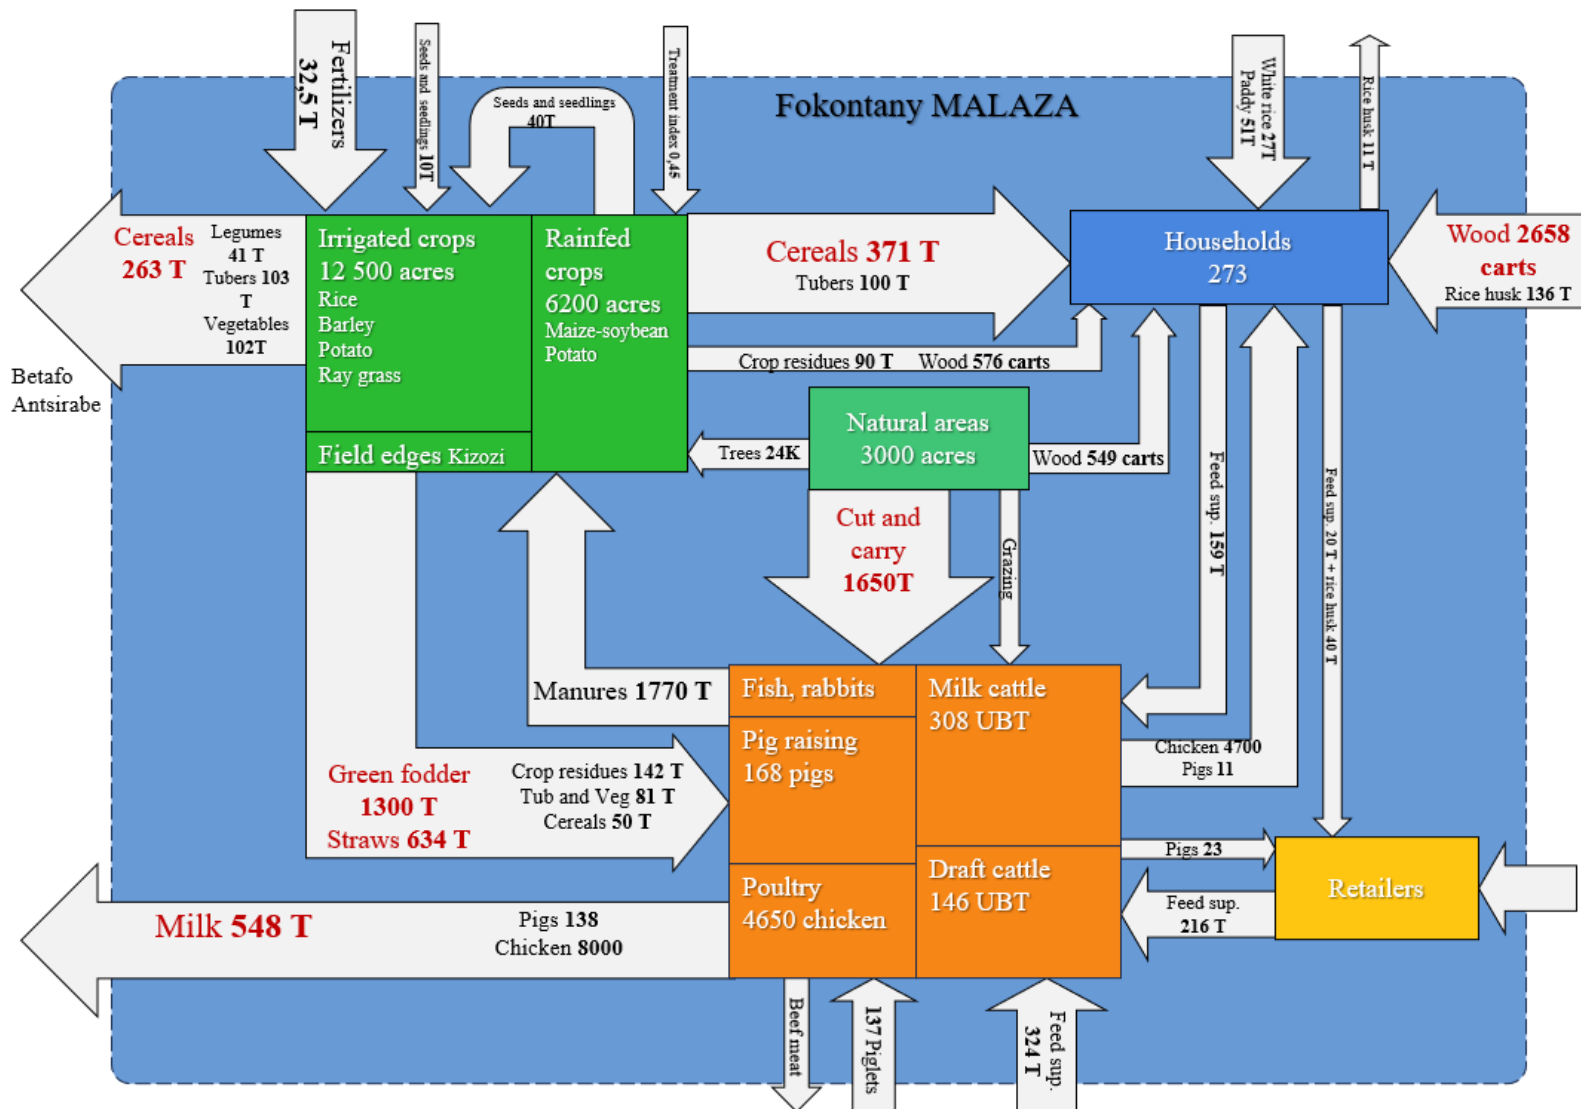 Fokontany MALAZA
Fertilizers
32,5 T
Seeds and
seedlings 10T
Seeds and seedlings
40T
Treatment index 0,45
White rice 27T
Paddy 51T
Rice husk 11 T
Cereals
263 T
Legumes
41 T
Tubers 103
T
Vegetables
102T
Betafo
Antsirabe
Irrigated crops
12 500 acres
Rice
Barley
Potato
Ray grass
Field edges Kizozi
Rainfed
crops
6200 acres
Maize-soybean
Potato
Cereals 371 T
Tubers 100 T
Crop residues 90 T
Wood 576 carts
Households
273
Wood 2658
carts
Rice husk 136 T
Trees 24K
Natural areas
3000 acres
Wood 549 carts
Cut and
carry
1650T
Grazing
Feed sup. 159 T
Feed sup. 20 T + rice husk 40 T
Manures 1770 T
Fish, rabbits
Pig raising
168 pigs
Poultry
4650 chicken
Milk cattle
308 UBT
Draft cattle
146 UBT
Chicken 4700
Pigs 11
Green fodder
1300 T
Straws 634 T
Crop residues 142 T
Tub and Veg 81 T
Cereals 50 T
Pigs 23
Feed sup.
216 T
Retailers
Milk 548 T
Pigs 138
Chicken 8000
Beef meat
137 Piglets
Feed sup.
324 T